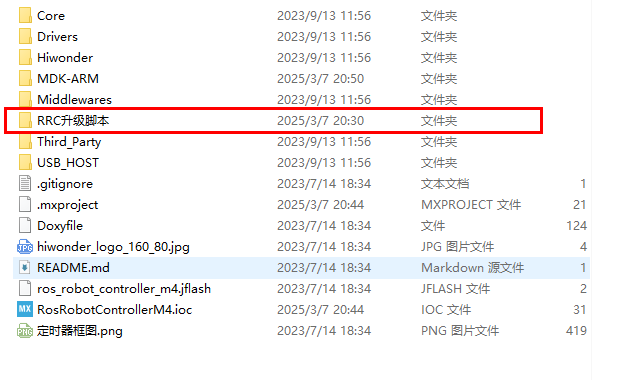 Core 2023/9/13 11:56 文件夹
Drivers 2023/9/13 11:56 文件夹
Hiwonder 2023/9/13 11:56 文件夹
MDK-ARM 2025/3/7 20:50 文件夹
Middlewares 2023/9/13 11:56 文件夹
RRC升级脚本 2025/3/7 20:30 文件夹
Third_Party 2023/9/13 11:56 文件夹
USB_HOST 2023/9/13 11:56 文件夹
.gitignore 2023/7/14 18:34 文本文档 1
.mxproject 2025/3/7 20:44 MXPROJECT 文件 21
Doxyfile 2023/7/14 18:34 文件 124
JPG hiwonder_logo_160_80.jpg 2023/7/14 18:34 JPG 图片文件 4
README.md 2023/7/14 18:34 Markdown 源文件 1
ros_robot_controller_m4.jflash 2023/7/14 18:34 JFLASH 文件 2
MX RosRobotControllerM4.ioc 2025/3/7 20:44 IOC 文件 31
定时器框图.png 2023/7/14 18:34 PNG 图片文件 419